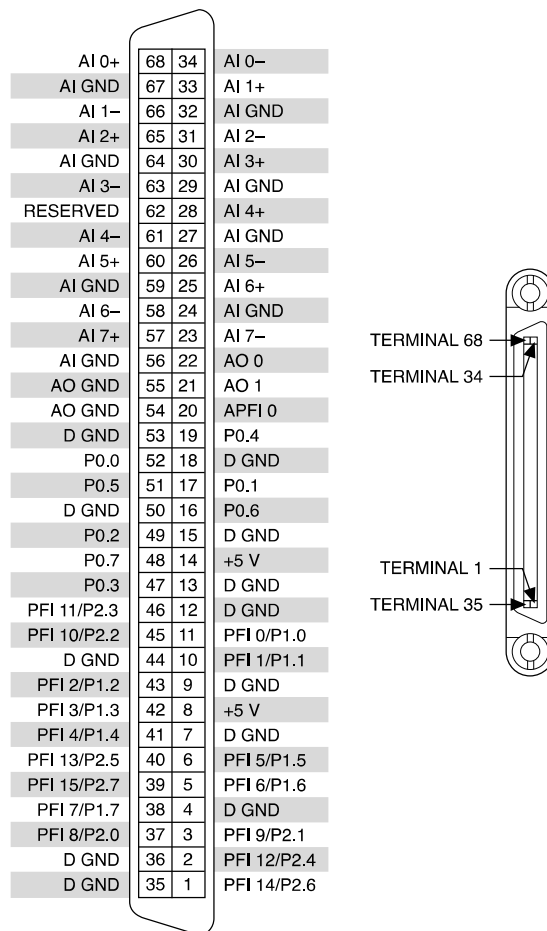 AI 0+ 68 34 AI 0–
AI GND 67 33 AI 1+
AI 1– 66 32 AI GND
AI 2+ 65 31 AI 2–
AI GND 64 30 AI 3+
AI 3– 63 29 AI GND
RESERVED 62 28 AI 4+
AI 4– 61 27 AI GND
AI 5+ 60 26 AI 5–
AI GND 59 25 AI 6+
AI 6– 58 24 AI GND
AI 7+ 57 23 AI 7–
AI GND 56 22 AO 0
AO GND 55 21 AO 1
AO GND 54 20 APFI 0
D GND 53 19 P0.4
P0.0 52 18 D GND
P0.5 51 17 P0.1
D GND 50 16 P0.6
P0.2 49 15 D GND
P0.7 48 14 +5 V
P0.3 47 13 D GND
PFI 11/P2.3 46 12 D GND
PFI 10/P2.2 45 11 PFI 0/P1.0
D GND 44 10 PFI 1/P1.1
PFI 2/P1.2 43 9 D GND
PFI 3/P1.3 42 8 +5 V
PFI 4/P1.4 41 7 D GND
PFI 13/P2.5 40 6 PFI 5/P1.5
PFI 15/P2.7 39 5 PFI 6/P1.6
PFI 7/P1.7 38 4 D GND
PFI 8/P2.0 37 3 PFI 9/P2.1
D GND 36 2 PFI 12/P2.4
D GND 35 1 PFI 14/P2.6
TERMINAL 68
TERMINAL 34
TERMINAL 1
TERMINAL 35